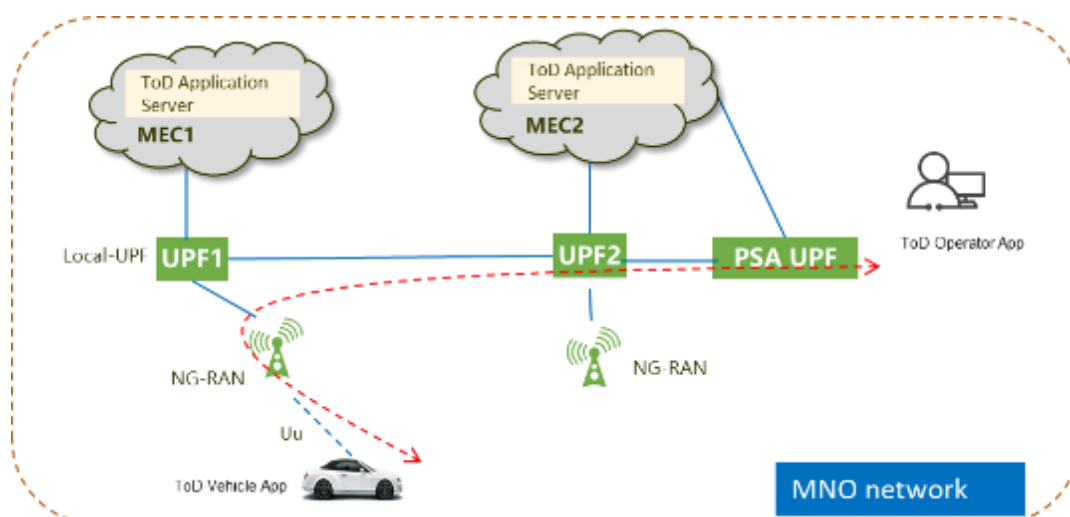 ToD Application
Server
MEC1
ToD Application
Server
MEC2
ToD Operator App
Local-UPF
UPF1
UPF2
PSA UPF
NG-RAN
NG-RAN
Uu
ToD Vehicle App
MNO network